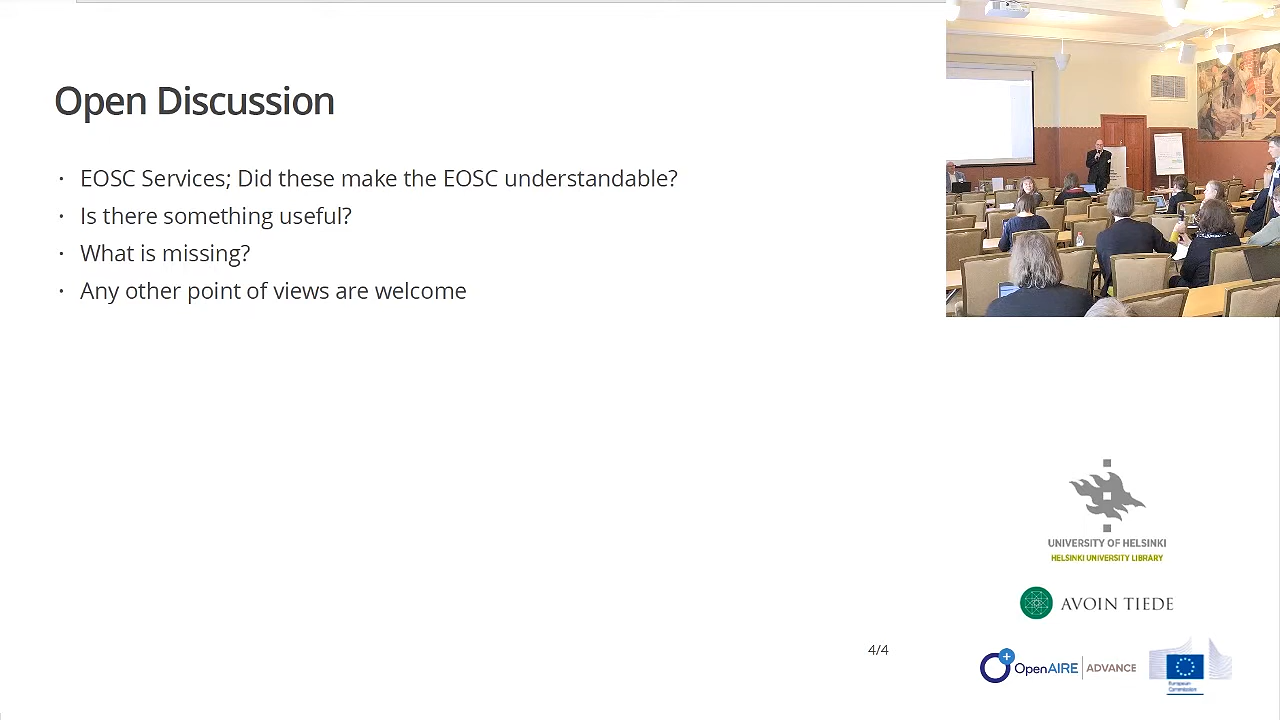 Open Discussion
· EOSC Services; Did these make the EOSC understandable?
· Is there something useful?
· What is missing?
· Any other point of views are welcome
UNIVERSITY OF HELSINKI
HELSINKI UNIVERSITY LIBRARY
AVOIN TIEDE
4/4
OpenAIRE ADVANCE
European
Commission